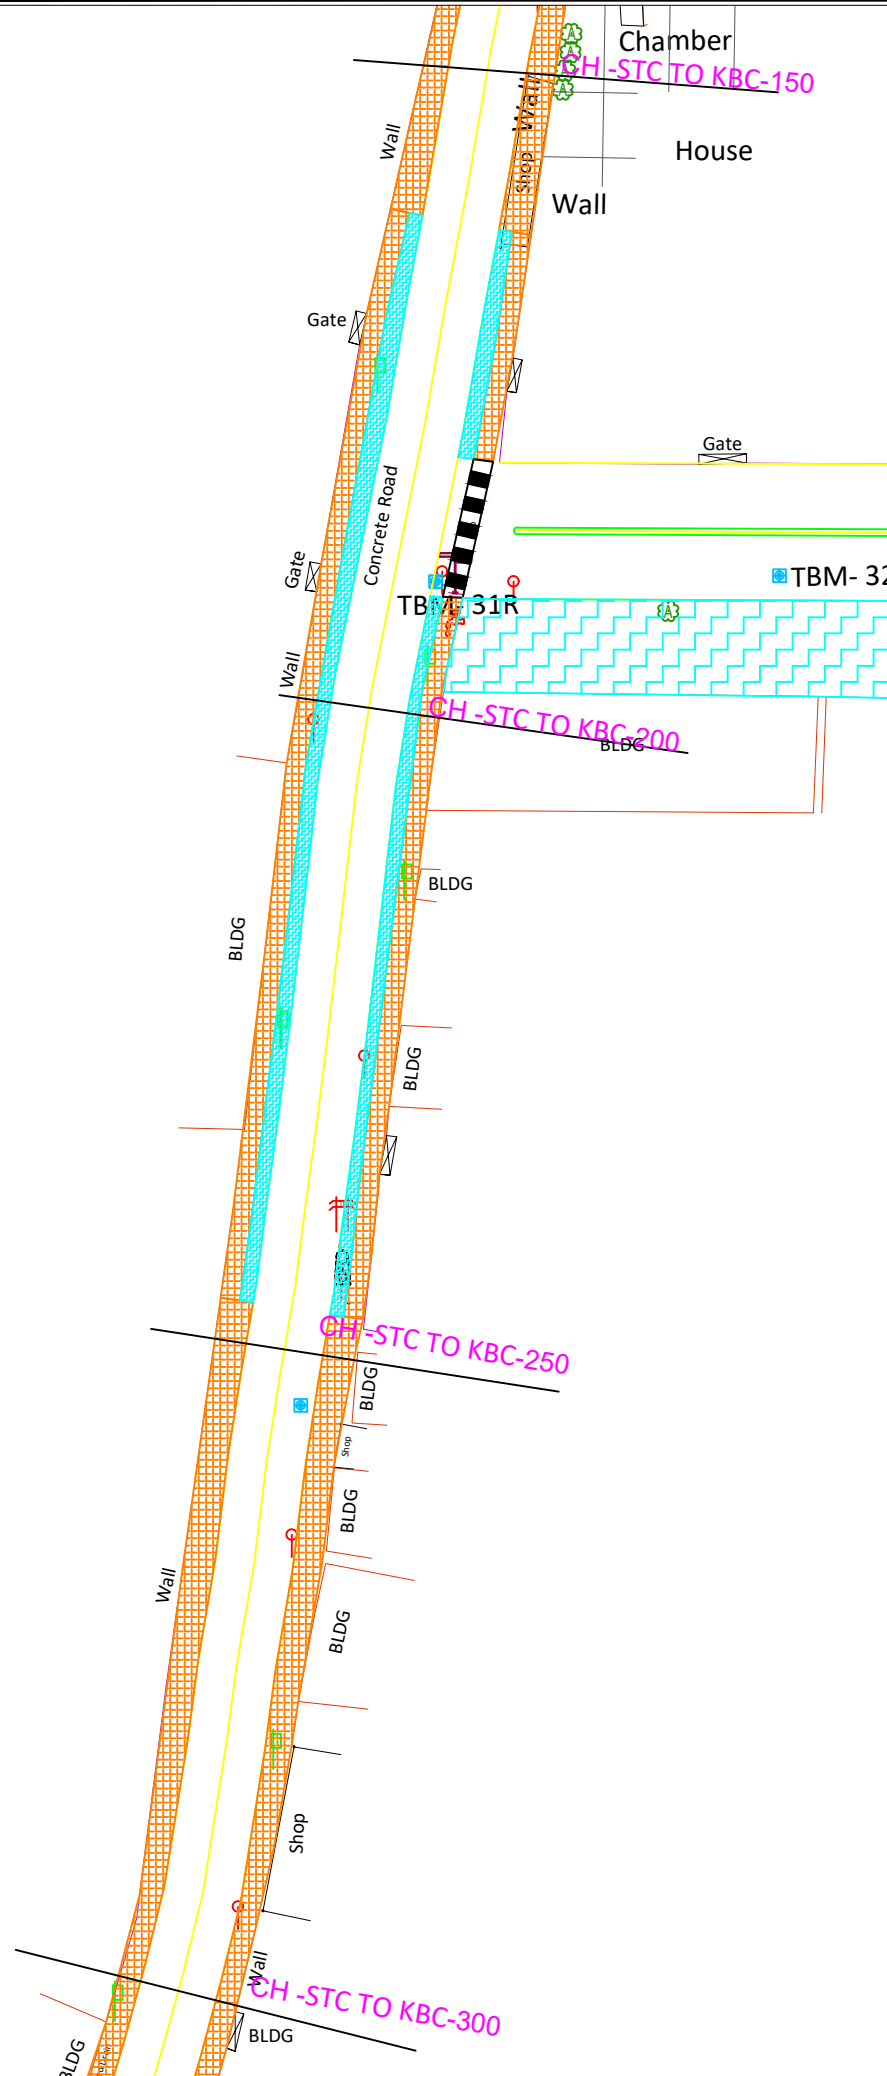 Chamber
CH -STC TO KBC-150
Wall
Wall
Shop
House
Wall
Gate
Gate
Concrete Road
Gate
TBM- 32
TBM- 31R
Wall
CH -STC TO KBC-200
BLDG
BLDG
BLDG
BLDG
CH -STC TO KBC-250
BLDG
Shop
BLDG
Wall
BLDG
Shop
Wall
CH -STC TO KBC-300
BLDG
BLDG